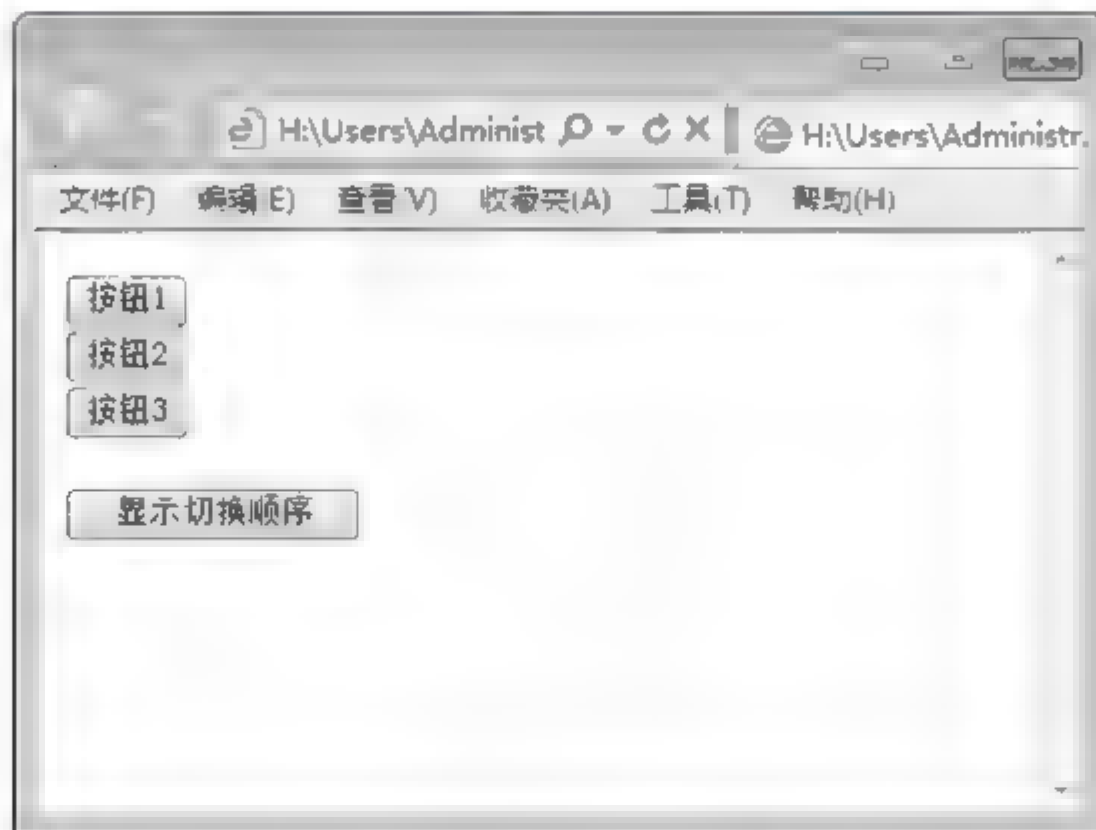 H:\Users\Administ
H:\Users\Administr.
文件(F) 编辑(E) 查看(V) 收藏夹(A) 工具(T) 帮助(H)
按钮1
按钮2
按钮3
显示切换顺序